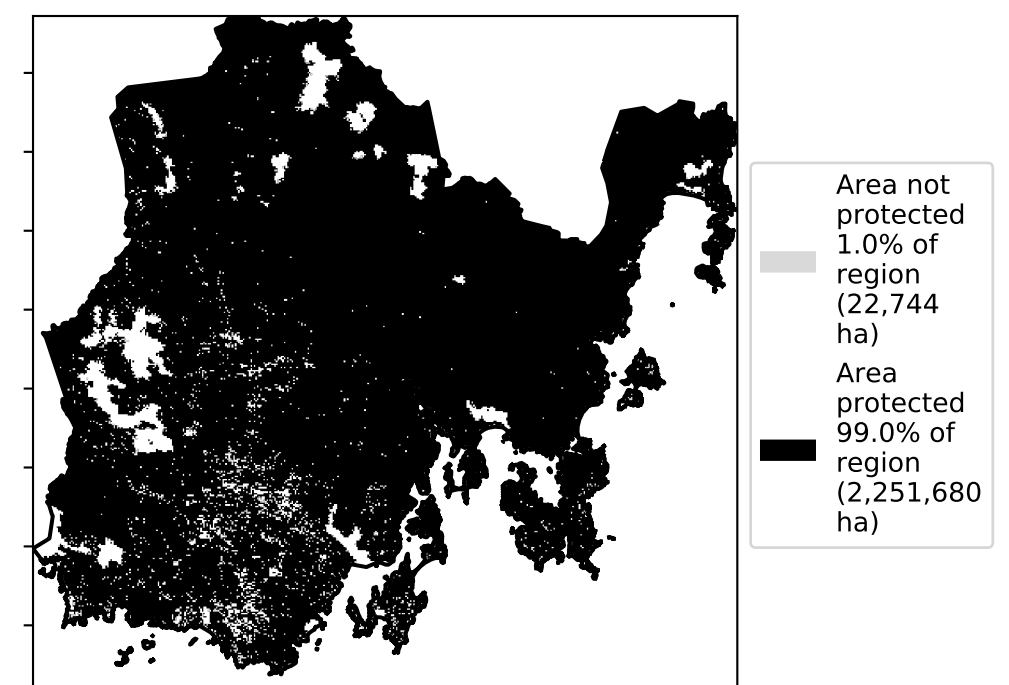 Area not
protected
1.0% of
region
(22,744
ha)
Area
protected
99.0% of
region
(2,251,680
ha)